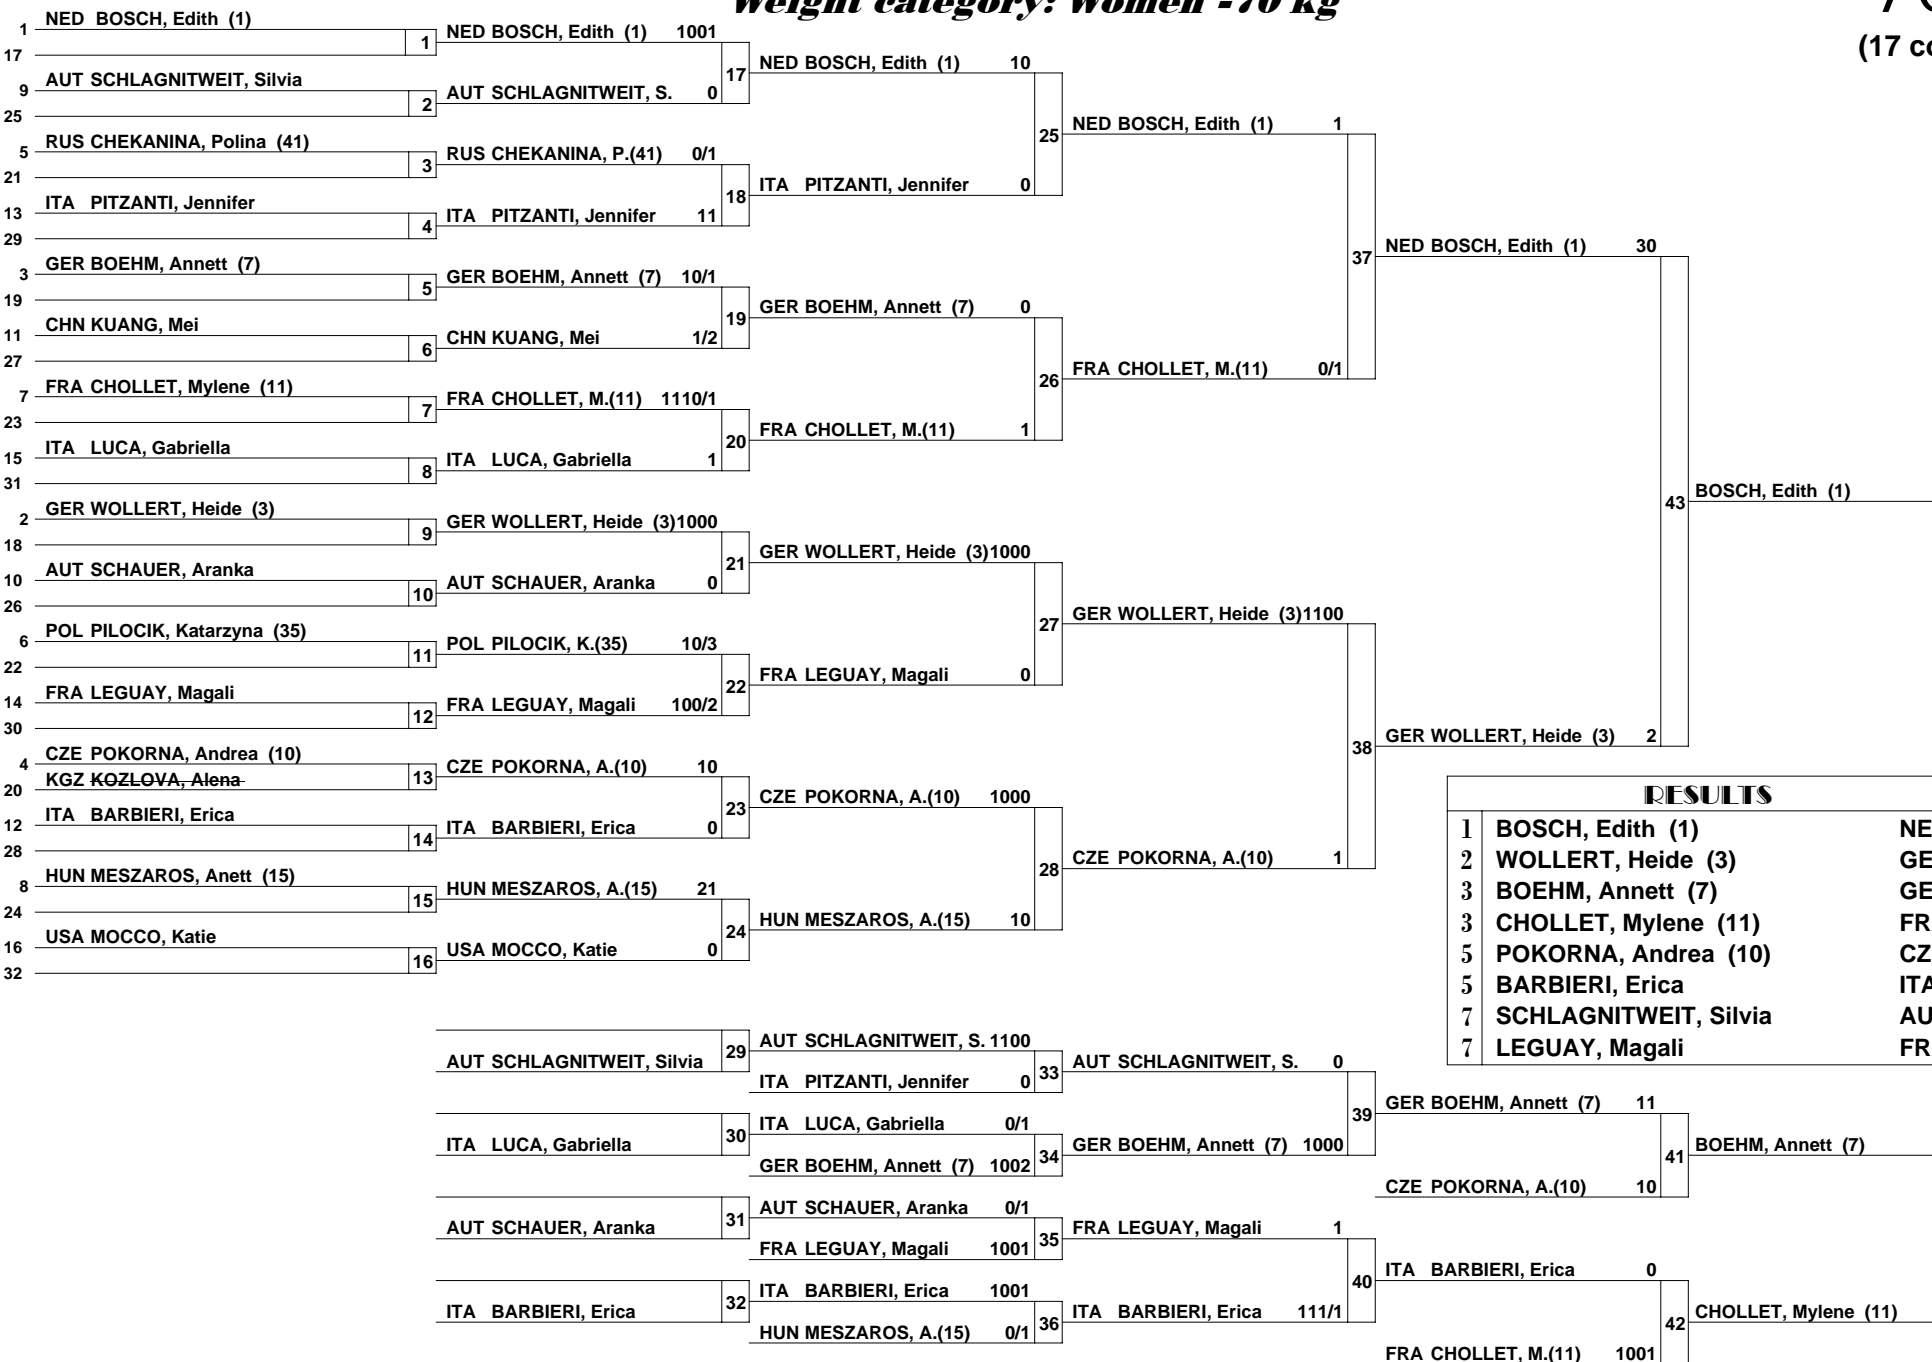 Weight category: Women -70 kg
(17 co
1 NED BOSCH, Edith (1)
17
1
9 AUT SCHLAGNITWEIT, Silvia
25
2
5 RUS CHEKANINA, Polina (41)
21
3
13 ITA PITZANTI, Jennifer
29
4
3 GER BOEHM, Annett (7)
19
5
11 CHN KUANG, Mei
27
6
7 FRA CHOLLET, Mylene (11)
23
7
15 ITA LUCA, Gabriella
31
8
2 GER WOLLERT, Heide (3)
18
9
10 AUT SCHAUER, Aranka
26
10
6 POL PILOCIK, Katarzyna (35)
22
11
14 FRA LEGUAY, Magali
30
12
4 CZE POKORNA, Andrea (10)
20 KGZ KOZLOVA, Alena
13
12 ITA BARBIERI, Erica
28
14
8 HUN MESZAROS, Anett (15)
24
15
16 USA MOCCO, Katie
32
16
NED BOSCH, Edith (1) 1001
17
AUT SCHLAGNITWEIT, S. 0
RUS CHEKANINA, P.(41) 0/1
18
ITA PITZANTI, Jennifer 11
GER BOEHM, Annett (7) 10/1
19
CHN KUANG, Mei 1/2
FRA CHOLLET, M.(11) 1110/1
20
ITA LUCA, Gabriella 1
GER WOLLERT, Heide (3)1000
21
AUT SCHAUER, Aranka 0
POL PILOCIK, K.(35) 10/3
22
FRA LEGUAY, Magali 100/2
CZE POKORNA, A.(10) 10
23
ITA BARBIERI, Erica 0
HUN MESZAROS, A.(15) 21
24
USA MOCCO, Katie 0
NED BOSCH, Edith (1) 10
25
ITA PITZANTI, Jennifer 0
GER BOEHM, Annett (7) 0
26
FRA CHOLLET, M.(11) 1
GER WOLLERT, Heide (3)1000
27
FRA LEGUAY, Magali 0
CZE POKORNA, A.(10) 1000
28
HUN MESZAROS, A.(15) 10
NED BOSCH, Edith (1) 1
37
FRA CHOLLET, M.(11) 0/1
GER WOLLERT, Heide (3)1100
38
CZE POKORNA, A.(10) 1
NED BOSCH, Edith (1) 30
43
GER WOLLERT, Heide (3) 2
BOSCH, Edith (1)
RESULTS
1 BOSCH, Edith (1) NE
2 WOLLERT, Heide (3) GE
3 BOEHM, Annett (7) GE
3 CHOLLET, Mylene (11) FR
5 POKORNA, Andrea (10) CZ
5 BARBIERI, Erica ITA
7 SCHLAGNITWEIT, Silvia AU
7 LEGUAY, Magali FR
AUT SCHLAGNITWEIT, Silvia
29
ITA LUCA, Gabriella
30
AUT SCHAUER, Aranka
31
ITA BARBIERI, Erica
32
AUT SCHLAGNITWEIT, S. 1100
33
ITA PITZANTI, Jennifer 0
ITA LUCA, Gabriella 0/1
34
GER BOEHM, Annett (7) 1002
AUT SCHAUER, Aranka 0/1
35
FRA LEGUAY, Magali 1001
ITA BARBIERI, Erica 1001
36
HUN MESZAROS, A.(15) 0/1
AUT SCHLAGNITWEIT, S. 0
39
GER BOEHM, Annett (7) 1000
FRA LEGUAY, Magali 1
40
ITA BARBIERI, Erica 111/1
GER BOEHM, Annett (7) 11
41
CZE POKORNA, A.(10) 10
ITA BARBIERI, Erica 0
42
FRA CHOLLET, M.(11) 1001
BOEHM, Annett (7)
CHOLLET, Mylene (11)